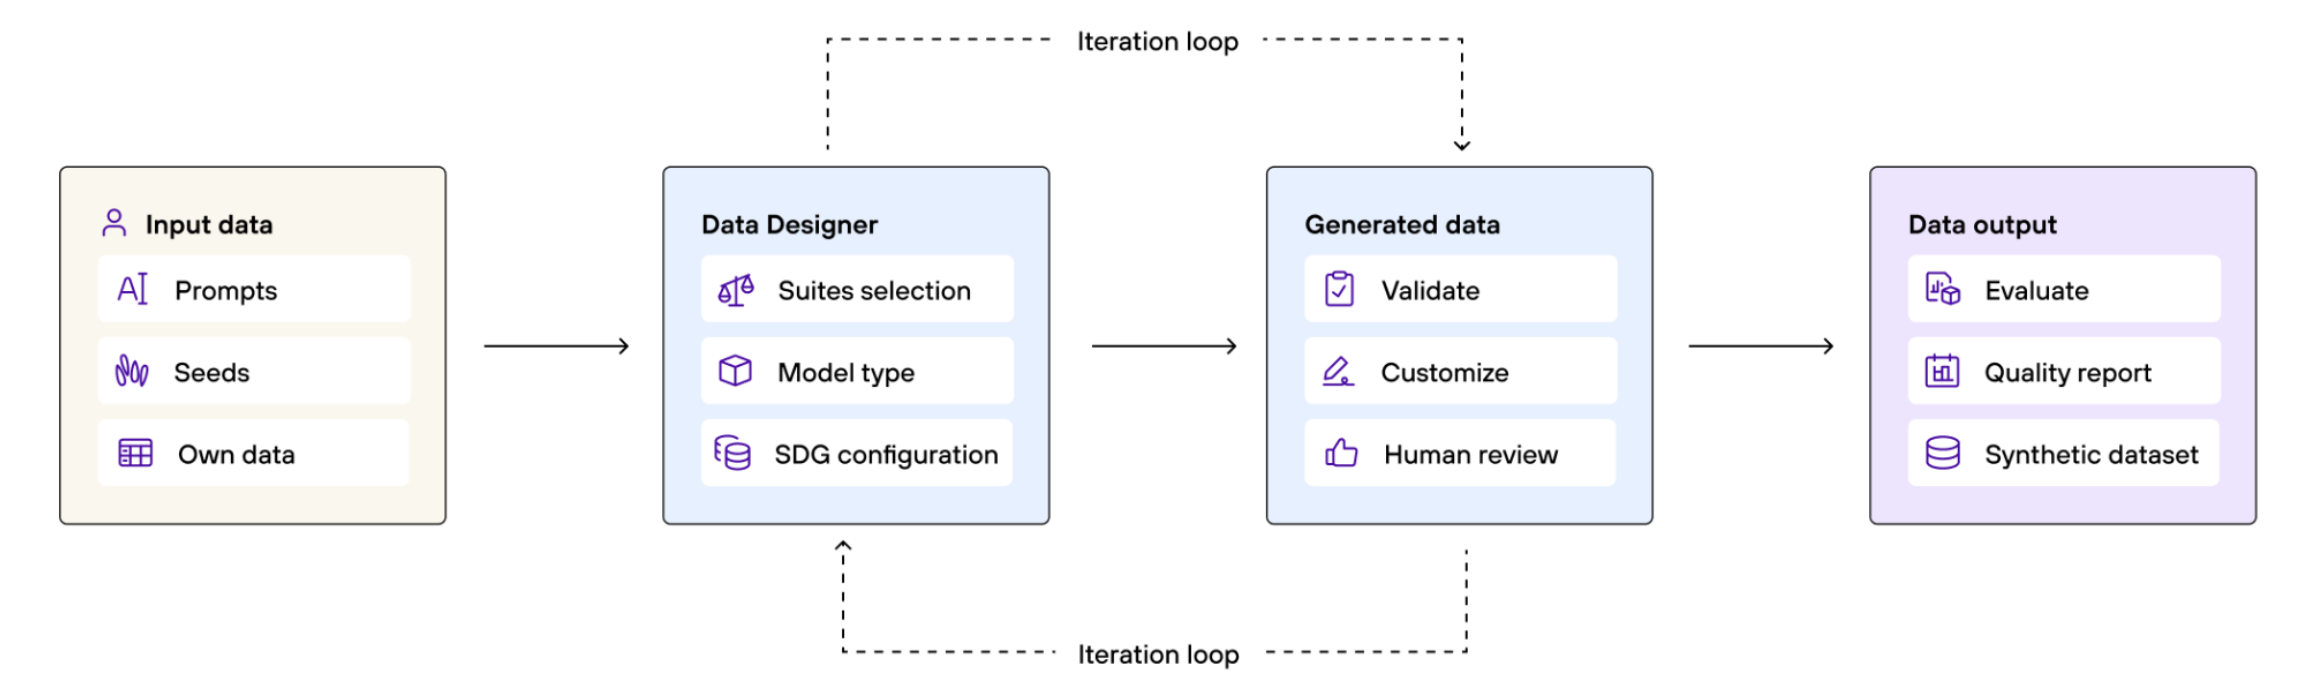 Iteration loop
Input data
Prompts
Seeds
Own data
Data Designer
Suites selection
Model type
SDG configuration
Generated data
Validate
Customize
Human review
Data output
Evaluate
Quality report
Synthetic dataset
Iteration loop